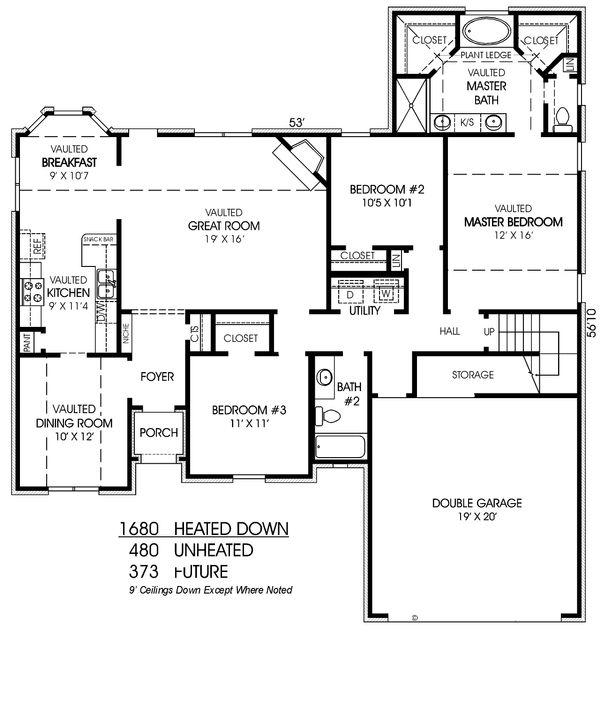 CLOSET
CLOSET
PLANT LEDGE
LIN
VAULTED
MASTER
BATH
K/S
53'
VAULTED
BREAKFAST
9' X 10'7
BEDROOM #2
10'5 X 10'1
VAULTED
GREAT ROOM
19' X 16'
VAULTED
MASTER BEDROOM
12' X 16'
REF
SNACK BAR
CLOSET
LIN
VAULTED
KITCHEN
9' X 11'4
D/W
D
W
UTILITY
56'10
PANT
NICHE
CTS
CLOSET
HALL
UP
FOYER
STORAGE
BATH
#2
VAULTED
DINING ROOM
10' X 12'
BEDROOM #3
11' X 11'
PORCH
DOUBLE GARAGE
19' X 20'
1680 HEATED DOWN
480 UNHEATED
373 FUTURE
9' Ceilings Down Except Where Noted
©